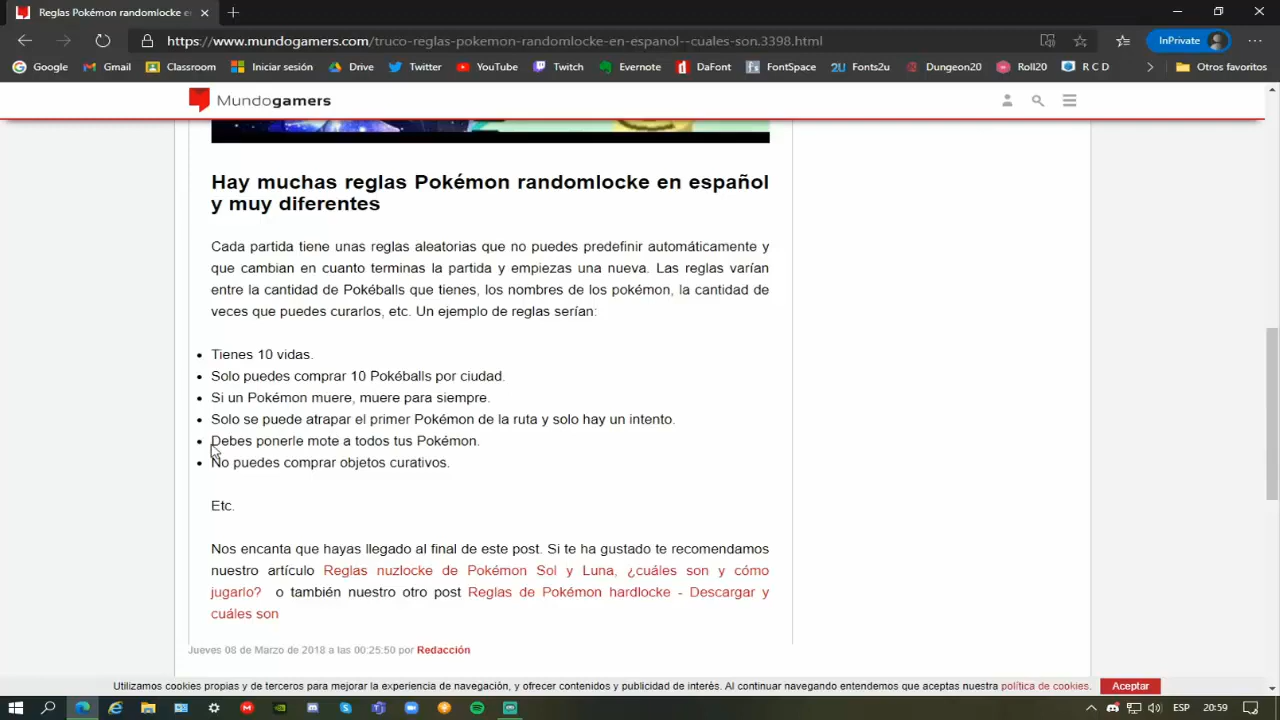 Reglas Pokémon randomlocke en
https://www.mundogamers.com/truco-reglas-pokemon-randomlocke-en-espanol--cuales-son.3398.html
InPrivate
Google Gmail Classroom Iniciar sesión Drive Twitter YouTube Twitch Evernote DaFont FontSpace Fonts2u Dungeon20 Roll20 R C D Otros favoritos
Mundogamers
Hay muchas reglas Pokémon randomlocke en español
y muy diferentes
Cada partida tiene unas reglas aleatorias que no puedes predefinir automáticamente y
que cambian en cuanto terminas la partida y empiezas una nueva. Las reglas varían
entre la cantidad de Pokéballs que tienes, los nombres de los pokémon, la cantidad de
veces que puedes curarlos, etc. Un ejemplo de reglas serían:
Tienes 10 vidas.
Solo puedes comprar 10 Pokéballs por ciudad.
Si un Pokémon muere, muere para siempre.
Solo se puede atrapar el primer Pokémon de la ruta y solo hay un intento.
Debes ponerle mote a todos tus Pokémon.
No puedes comprar objetos curativos.
Etc.
Nos encanta que hayas llegado al final de este post. Si te ha gustado te recomendamos
nuestro artículo Reglas nuzlocke de Pokémon Sol y Luna, ¿cuáles son y cómo
jugarlo? o también nuestro otro post Reglas de Pokémon hardlocke - Descargar y
cuáles son
Jueves 08 de Marzo de 2018 a las 00:25:50 por Redacción
Utilizamos cookies propias y de terceros para mejorar la experiencia de navegación, y ofrecer contenidos y publicidad de interés. Al continuar navegando entendemos que aceptas nuestra política de cookies. Aceptar
ESP 20:59